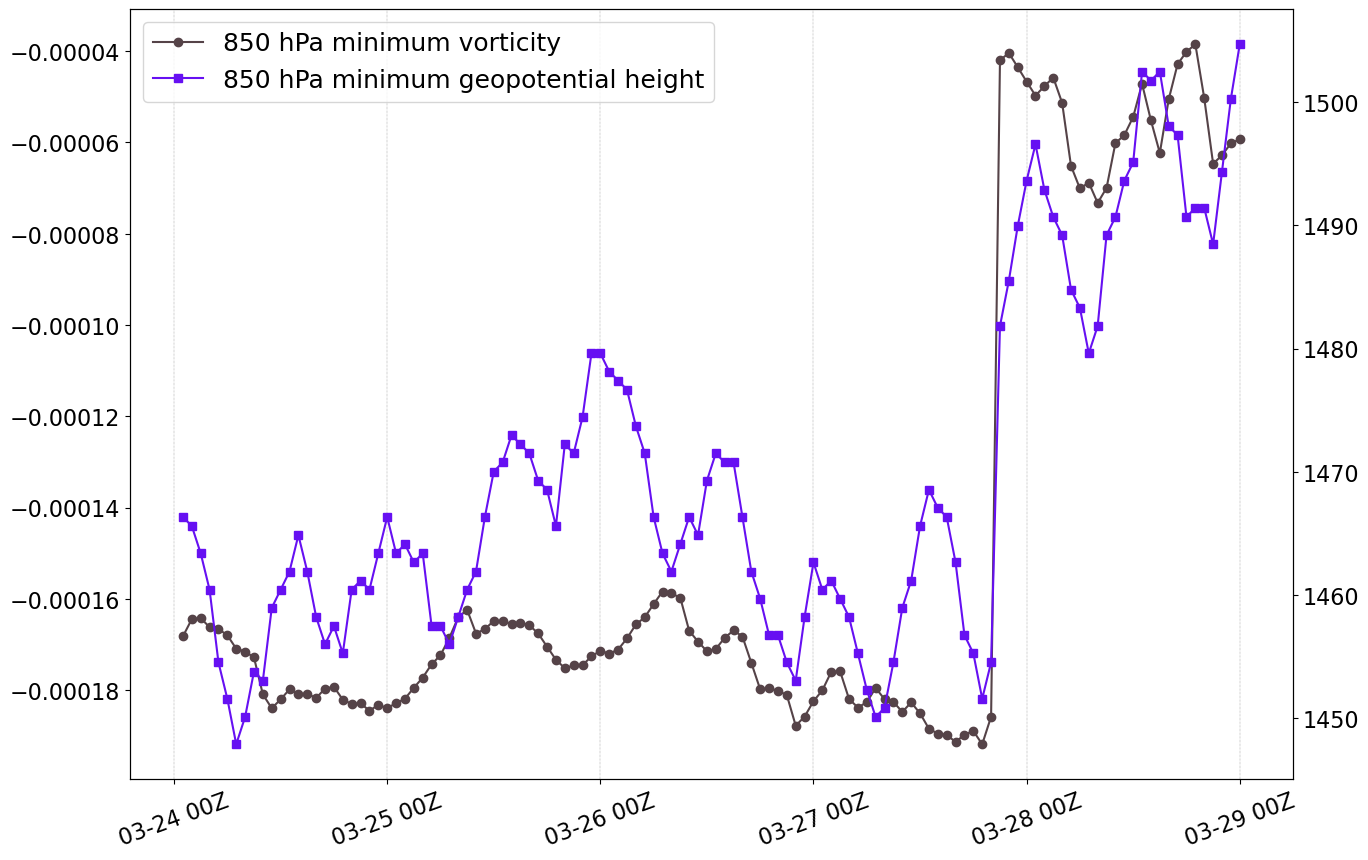 850 hPa minimum vorticity
850 hPa minimum geopotential height
−0.00004
−0.00006
−0.00008
−0.00010
−0.00012
−0.00014
−0.00016
−0.00018
1500
1490
1480
1470
1460
1450
03-24 00Z
03-25 00Z
03-26 00Z
03-27 00Z
03-28 00Z
03-29 00Z